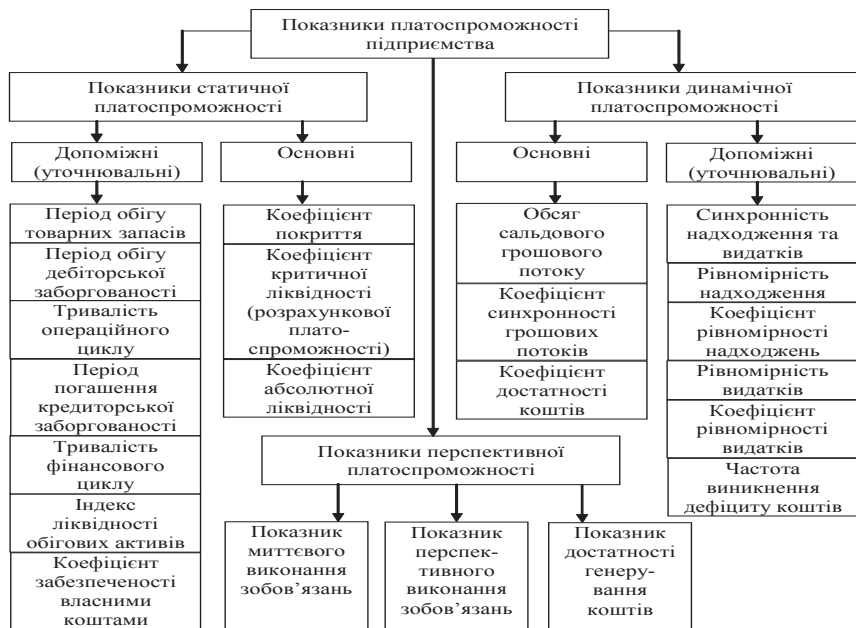 Показники платоспроможності
підприємства
Показники статичної
платоспроможності
Показники динамічної
платоспроможності
Допоміжні
(уточнювальні)
Основні
Основні
Допоміжні
(уточнювальні)
Період обігу
товарних запасів
Період обігу
дебіторської
заборгованості
Тривалість
операційного
циклу
Період
погашення
кредиторської
заборгованості
Тривалість
фінансового
циклу
Індекс
ліквідності
обігових активів
Коефіцієнт
забезпеченості
власними
коштами
Коефіцієнт
покриття
Коефіцієнт
критичної
ліквідності
(розрахункової плато-
спроможності)
Коефіцієнт
абсолютної
ліквідності
Обсяг
сальдового
грошового
потоку
Коефіцієнт
синхронності
грошових
потоків
Коефіцієнт
достатності
коштів
Синхронність
надходження та
видатків
Рівномірність
надходження
Коефіцієнт
рівномірності
надходжень
Рівномірність
видатків
Коефіцієнт
рівномірності
видатків
Частота
виникнення
дефіциту коштів
Показники перспективної
платоспроможності
Показник
миттєвого
виконання
зобов’язань
Показник
перспек-
тивного
виконання
зобов’язань
Показник
достатності
генеру-
вання
коштів